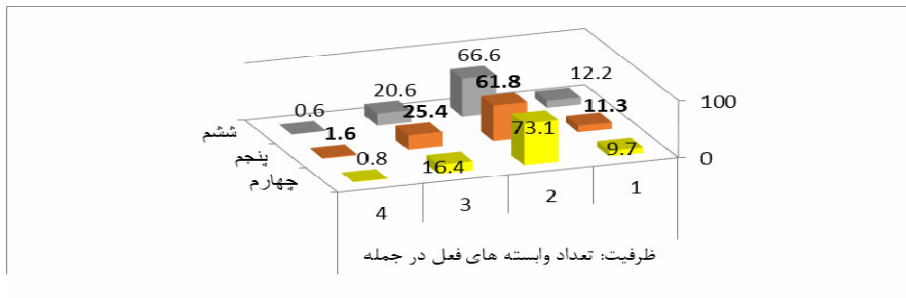 66.6
20.6
12.2
0.6
61.8
25.4
11.3
1.6
73.1
16.4
9.7
0.8
100
0
ششم
پنجم
چهارم
4 3 2 1
ظرفیت: تعداد وابسته های فعل در جمله